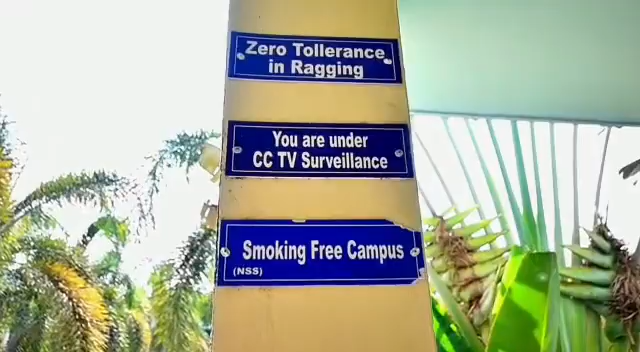 Zero Tollerance
in Ragging
You are under
CC TV Surveillance
Smoking Free Campus
(NSS)